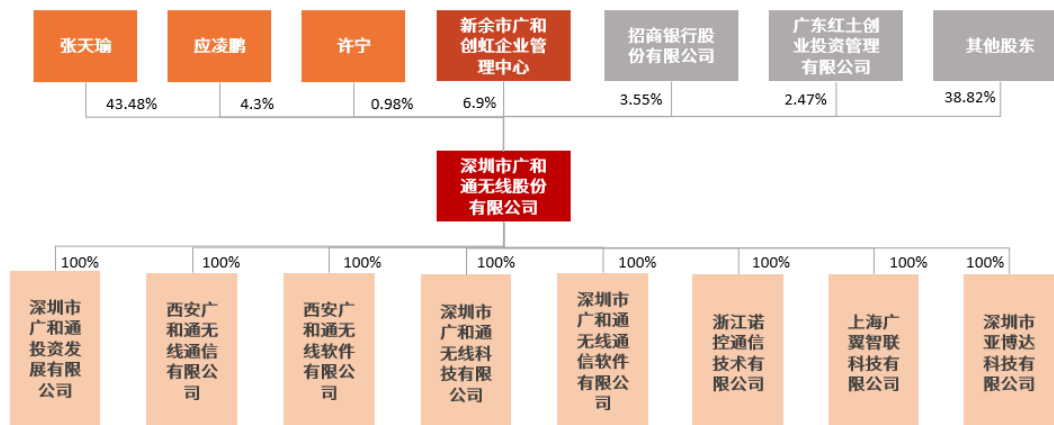 张天瑜
应凌鹏
许宁
新余市广和
创虹企业管
理中心
招商银行股
份有限公司
广东红土创
业投资管理
有限公司
其他股东
43.48%
4.3%
0.98%
6.9%
3.55%
2.47%
38.82%
深圳市广和
通无线股份
有限公司
100%
100%
100%
100%
100%
100%
100%
100%
深圳市
广和通
投资发
展有限
公司
西安广
和通无
线通信
有限公
司
西安广
和通无
线软件
有限公
司
深圳市
广和通
无线科
技有限
公司
深圳市
广和通
无线通
信软件
有限公
司
浙江诺
控通信
技术有
限公司
上海广
翼智联
科技有
限公司
深圳市
亚博达
科技有
限公司